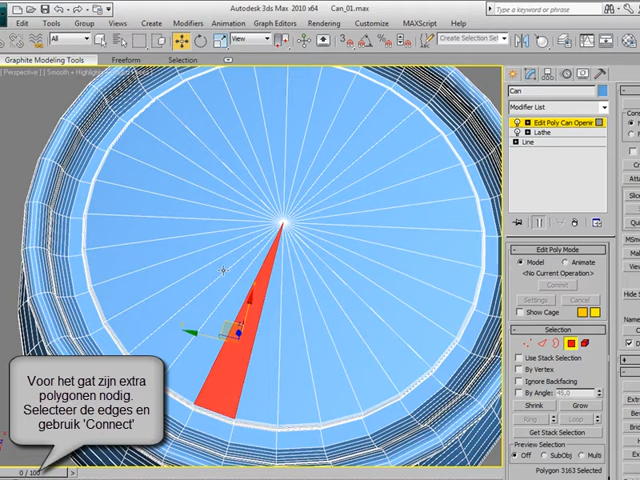 Autodesk 3ds Max 2010 x64 Can_01.max
Type a keyword or phrase
Edit Tools Group Views Create Modifiers Animation Graph Editors Rendering Customize MAXScript Help
All View Create Selection Set
Graphite Modeling Tools Freeform Selection
Perspective ] [ Smooth + Highlights
Can
Modifier List
Edit Poly Can Openin
Lathe
Line
Edit Poly Mode
Model Animate
<No Current Operation>
Commit
Settings Cancel
Show Cage
Selection
Use Stack Selection
By Vertex
Ignore Backfacing
By Angle: 45,0
Shrink Grow
Ring Loop
Get Stack Selection
Preview Selection
Off SubObj Multi
Polygon 3163 Selected
Voor het gat zijn extra
polygonen nodig.
Selecteer de edges en
gebruik 'Connect'
0 / 100